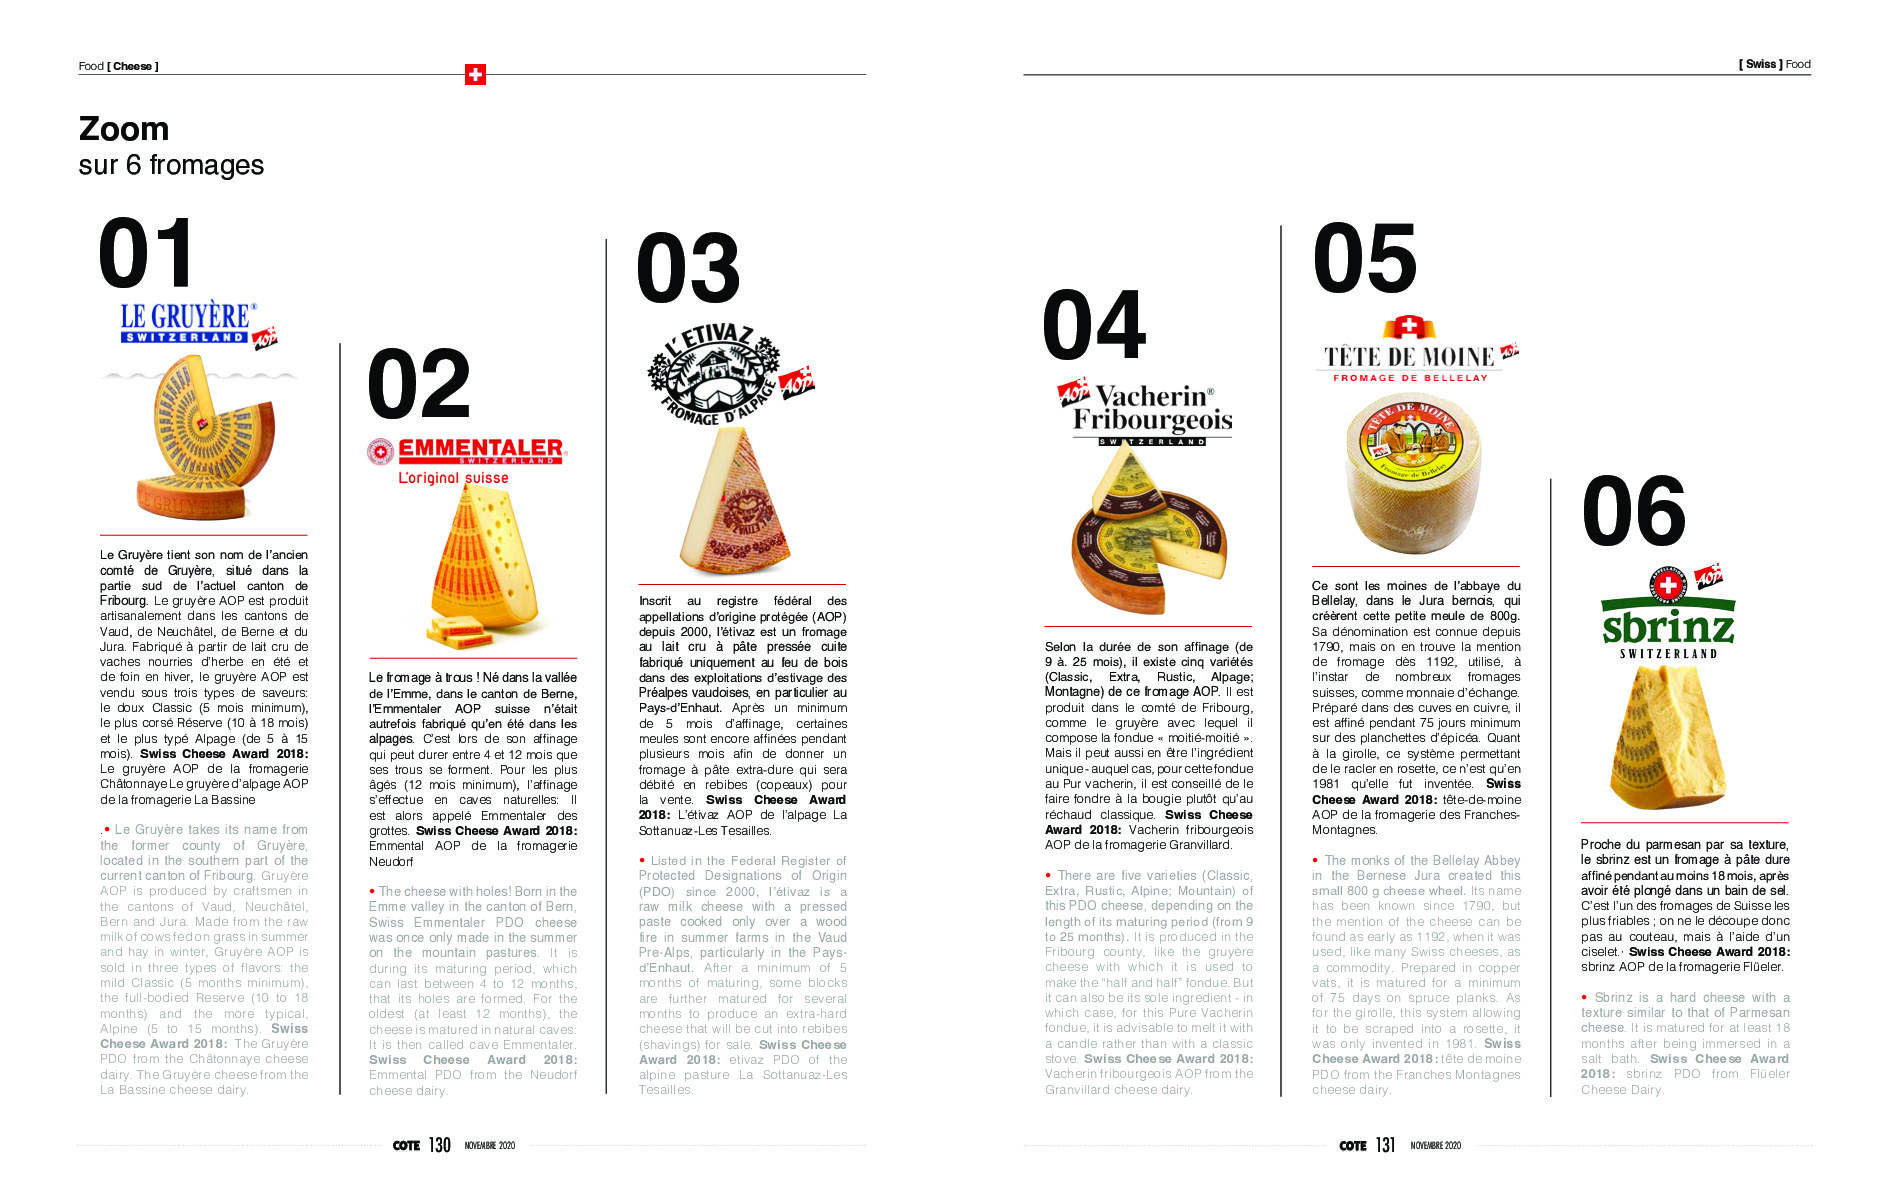 Food [ Cheese ]
Zoom
sur 6 fromages
01
LE GRUYÈRE®
SWITZERLAND
AOP
LE GRUYÈRE
Le Gruyère tient son nom de l'ancien
comté de Gruyère, situé dans la
partie sud de l'actuel canton de
Fribourg. Le gruyère AOP est produit
artisanalement dans les cantons de
Vaud, de Neuchâtel, de Berne et du
Jura. Fabriqué à partir de lait cru de
vaches nourries d'herbe en été et
de foin en hiver, le gruyère AOP est
vendu sous trois types de saveurs:
le doux Classic (5 mois minimum),
le plus corsé Réserve (10 à 18 mois)
et le plus typé Alpage (de 5 à 15
mois). Swiss Cheese Award 2018:
Le gruyère AOP de la fromagerie
Châtonnaye Le gruyère d'alpage AOP
de la fromagerie La Bassine
.• Le Gruyère takes its name from
the former county of Gruyère,
located in the southern part of the
current canton of Fribourg. Gruyère
AOP is produced by craftsmen in
the cantons of Vaud, Neuchâtel,
Bern and Jura. Made from the raw
milk of cows fed on grass in summer
and hay in winter, Gruyère AOP is
sold in three types of flavors: the
mild Classic (5 months minimum),
the full-bodied Reserve (10 to 18
months) and the more typical,
Alpine (5 to 15 months). Swiss
Cheese Award 2018: The Gruyère
PDO from the Châtonnaye cheese
dairy. The Gruyère cheese from the
La Bassine cheese dairy.
02
EMMENTALER®
SWITZERLAND
L'original suisse
Le fromage à trous ! Né dans la vallée
de l'Emme, dans le canton de Berne,
l'Emmentaler AOP suisse n'était
autrefois fabriqué qu'en été dans les
alpages. C'est lors de son affinage
qui peut durer entre 4 et 12 mois que
ses trous se forment. Pour les plus
âgés (12 mois minimum), l'affinage
s'effectue en caves naturelles: Il
est alors appelé Emmentaler des
grottes. Swiss Cheese Award 2018:
Emmental AOP de la fromagerie
Neudorf
• The cheese with holes! Born in the
Emme valley in the canton of Bern,
Swiss Emmentaler PDO cheese
was once only made in the summer
on the mountain pastures. It is
during its maturing period, which
can last between 4 to 12 months,
that its holes are formed. For the
oldest (at least 12 months), the
cheese is matured in natural caves:
It is then called cave Emmentaler.
Swiss Cheese Award 2018:
Emmental PDO from the Neudorf
cheese dairy.
03
L'ETIVAZ
FROMAGE D'ALPAGE
AOP
L'ETIVAZ
Inscrit au registre fédéral des
appellations d'origine protégée (AOP)
depuis 2000, l'étivaz est un fromage
au lait cru à pâte pressée cuite
fabriqué uniquement au feu de bois
dans des exploitations d'estivage des
Préalpes vaudoises, en particulier au
Pays-d'Enhaut. Après un minimum
de 5 mois d'affinage, certaines
meules sont encore affinées pendant
plusieurs mois afin de donner un
fromage à pâte extra-dure qui sera
débité en rebibes (copeaux) pour
la vente. Swiss Cheese Award
2018: L'étivaz AOP de l'alpage La
Sottanuaz-Les Tesailles.
• Listed in the Federal Register of
Protected Designations of Origin
(PDO) since 2000, l'étivaz is a
raw milk cheese with a pressed
paste cooked only over a wood
fire in summer farms in the Vaud
Pre-Alps, particularly in the Pays-
d'Enhaut. After a minimum of 5
months of maturing, some blocks
are further matured for several
months to produce an extra-hard
cheese that will be cut into rebibes
(shavings) for sale. Swiss Cheese
Award 2018: etivaz PDO of the
alpine pasture La Sottanuaz-Les
Tesailles.
COTE 130 NOVEMBRE 2020
[ Swiss ] Food
04
AOP
Vacherin®
Fribourgeois
SWITZERLAND
Selon la durée de son affinage (de
9 à. 25 mois), il existe cinq variétés
(Classic, Extra, Rustic, Alpage;
Montagne) de ce fromage AOP. Il est
produit dans le comté de Fribourg,
comme le gruyère avec lequel il
compose la fondue « moitié-moitié ».
Mais il peut aussi en être l'ingrédient
unique - auquel cas, pour cette fondue
au Pur vacherin, il est conseillé de le
faire fondre à la bougie plutôt qu'au
réchaud classique. Swiss Cheese
Award 2018: Vacherin fribourgeois
AOP de la fromagerie Granvillard.
• There are five varieties (Classic,
Extra, Rustic, Alpine; Mountain) of
this PDO cheese, depending on the
length of its maturing period (from 9
to 25 months). It is produced in the
Fribourg county, like the gruyère
cheese with which it is used to
make the "half and half" fondue. But
it can also be its sole ingredient - in
which case, for this Pure Vacherin
fondue, it is advisable to melt it with
a candle rather than with a classic
stove. Swiss Cheese Award 2018:
Vacherin fribourgeois AOP from the
Granvillard cheese dairy.
05
TÊTE DE MOINE
AOP
FROMAGE DE BELLELAY
TÊTE DE MOINE
Fromage de Bellelay
Ce sont les moines de l'abbaye du
Bellelay, dans le Jura bernois, qui
créèrent cette petite meule de 800g.
Sa dénomination est connue depuis
1790, mais on en trouve la mention
de fromage dès 1192, utilisé, à
l'instar de nombreux fromages
suisses, comme monnaie d'échange.
Préparé dans des cuves en cuivre, il
est affiné pendant 75 jours minimum
sur des planchettes d'épicéa. Quant
à la girolle, ce système permettant
de le racler en rosette, ce n'est qu'en
1981 qu'elle fut inventée. Swiss
Cheese Award 2018: tête-de-moine
AOP de la fromagerie des Franches-
Montagnes.
• The monks of the Bellelay Abbey
in the Bernese Jura created this
small 800 g cheese wheel. Its name
has been known since 1790, but
the mention of the cheese can be
found as early as 1192, when it was
used, like many Swiss cheeses, as
a commodity. Prepared in copper
vats, it is matured for a minimum
of 75 days on spruce planks. As
for the girolle, this system allowing
it to be scraped into a rosette, it
was only invented in 1981. Swiss
Cheese Award 2018: tête de moine
PDO from the Franches Montagnes
cheese dairy.
06
AOP
sbrinz
SWITZERLAND
Proche du parmesan par sa texture,
le sbrinz est un fromage à pâte dure
affiné pendant au moins 18 mois, après
avoir été plongé dans un bain de sel.
C'est l'un des fromages de Suisse les
plus friables ; on ne le découpe donc
pas au couteau, mais à l'aide d'un
ciselet. Swiss Cheese Award 2018:
sbrinz AOP de la fromagerie Flüeler.
• Sbrinz is a hard cheese with a
texture similar to that of Parmesan
cheese. It is matured for at least 18
months after being immersed in a
salt bath. Swiss Cheese Award
2018: sbrinz PDO from Flüeler
Cheese Dairy.
COTE 131 NOVEMBRE 2020